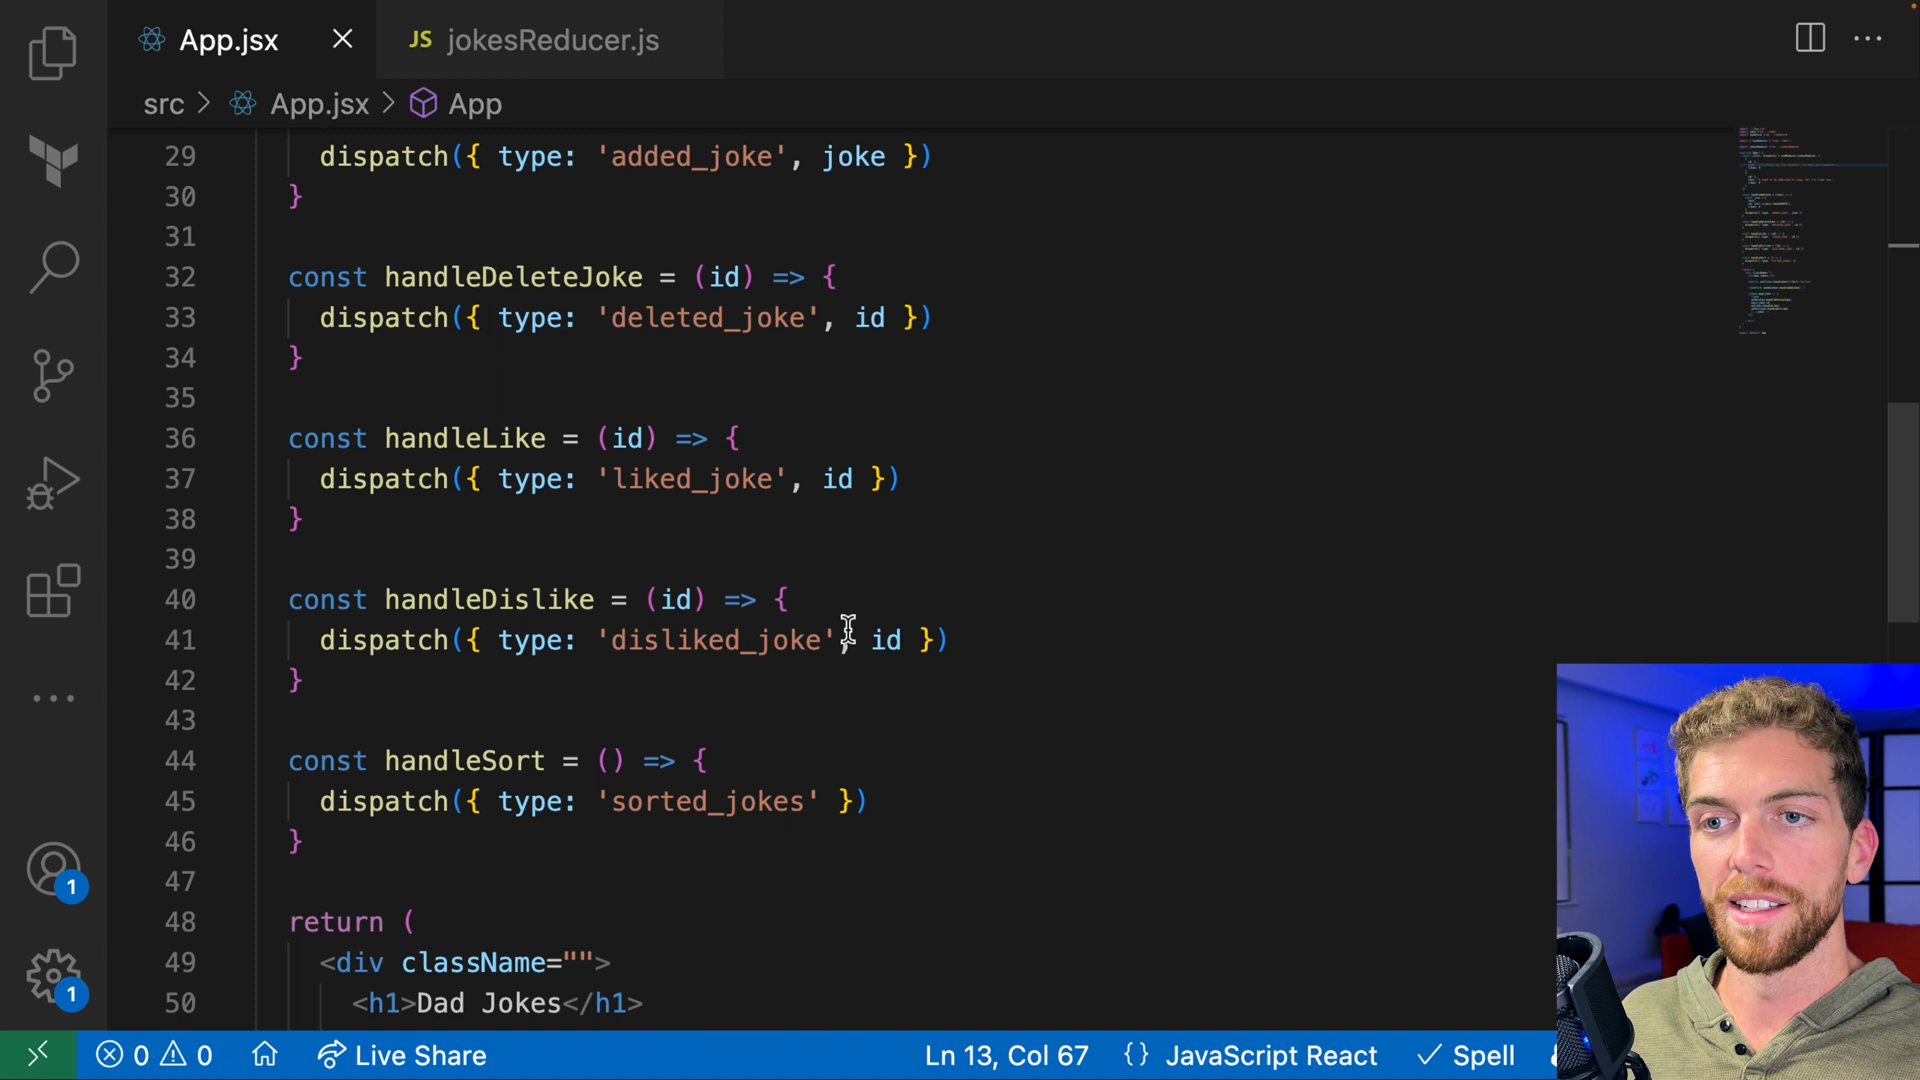 App.jsx
JS jokesReducer.js
src > App.jsx > App
29 dispatch({ type: 'added_joke', joke })
30 }
31
32 const handleDeleteJoke = (id) => {
33 dispatch({ type: 'deleted_joke', id })
34 }
35
36 const handleLike = (id) => {
37 dispatch({ type: 'liked_joke', id })
38 }
39
40 const handleDislike = (id) => {
41 dispatch({ type: 'disliked_joke', id })
42 }
43
44 const handleSort = () => {
45 dispatch({ type: 'sorted_jokes' })
46 }
47
48 return (
49 <div className="">
50 <h1>Dad Jokes</h1>
1
1
0 0 Live Share Ln 13, Col 67 {} JavaScript React Spell